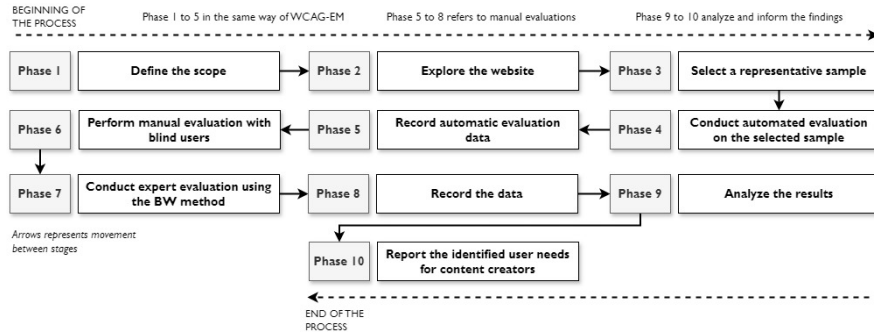 BEGINNING OF
THE PROCESS
Phase 1 to 5 in the same way of WCAG-EM
Phase 5 to 8 refers to manual evaluations
Phase 9 to 10 analyze and inform the findings
Phase 1
Define the scope
Phase 2
Explore the website
Phase 3
Select a representative sample
Phase 6
Perform manual evaluation with
blind users
Phase 5
Record automatic evaluation
data
Phase 4
Conduct automated evaluation
on the selected sample
Phase 7
Conduct expert evaluation using
the BW method
Phase 8
Record the data
Phase 9
Analyze the results
Arrows represents movement
between stages
Phase 10
Report the identified user needs
for content creators
END OF THE
PROCESS